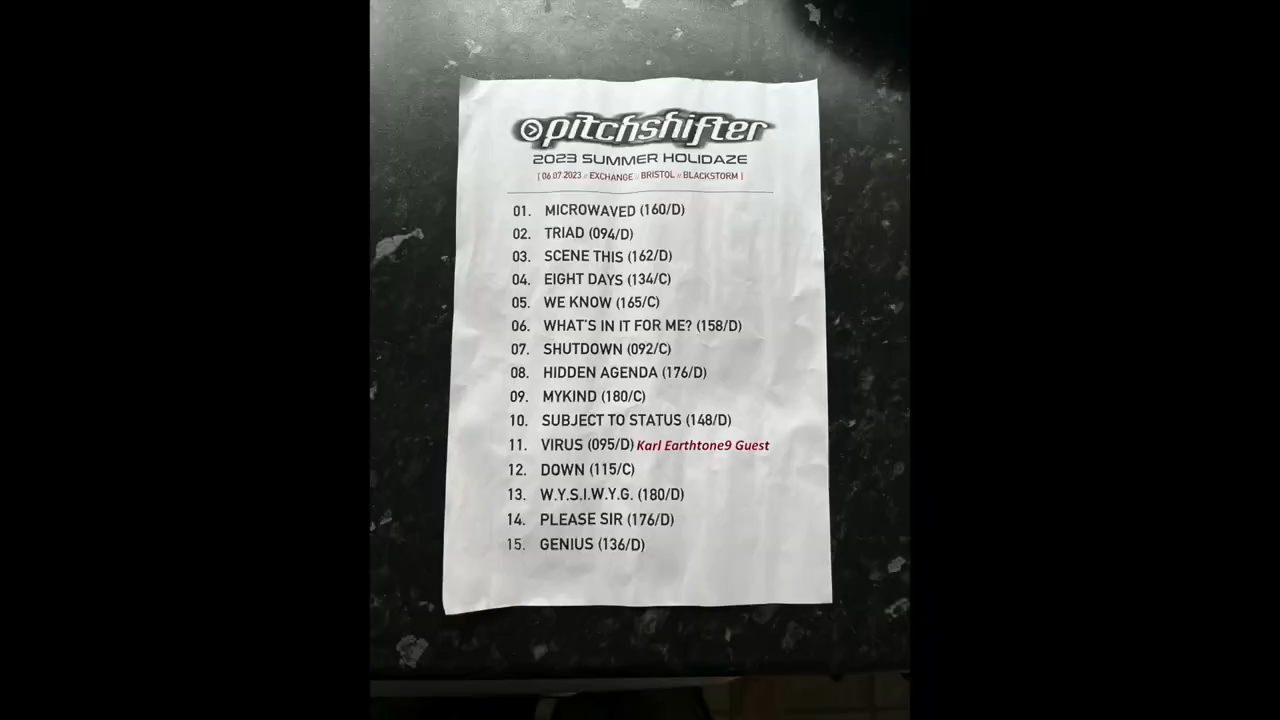 pitchshifter
2023 SUMMER HOLIDAZE
[ 06.07.2023 // EXCHANGE // BRISTOL // BLACKSTORM ]
01. MICROWAVED (160/D)
02. TRIAD (094/D)
03. SCENE THIS (162/D)
04. EIGHT DAYS (134/C)
05. WE KNOW (165/C)
06. WHAT'S IN IT FOR ME? (158/D)
07. SHUTDOWN (092/C)
08. HIDDEN AGENDA (176/D)
09. MYKIND (180/C)
10. SUBJECT TO STATUS (148/D)
11. VIRUS (095/D) Karl Earthtone9 Guest
12. DOWN (115/C)
13. W.Y.S.I.W.Y.G. (180/D)
14. PLEASE SIR (176/D)
15. GENIUS (136/D)